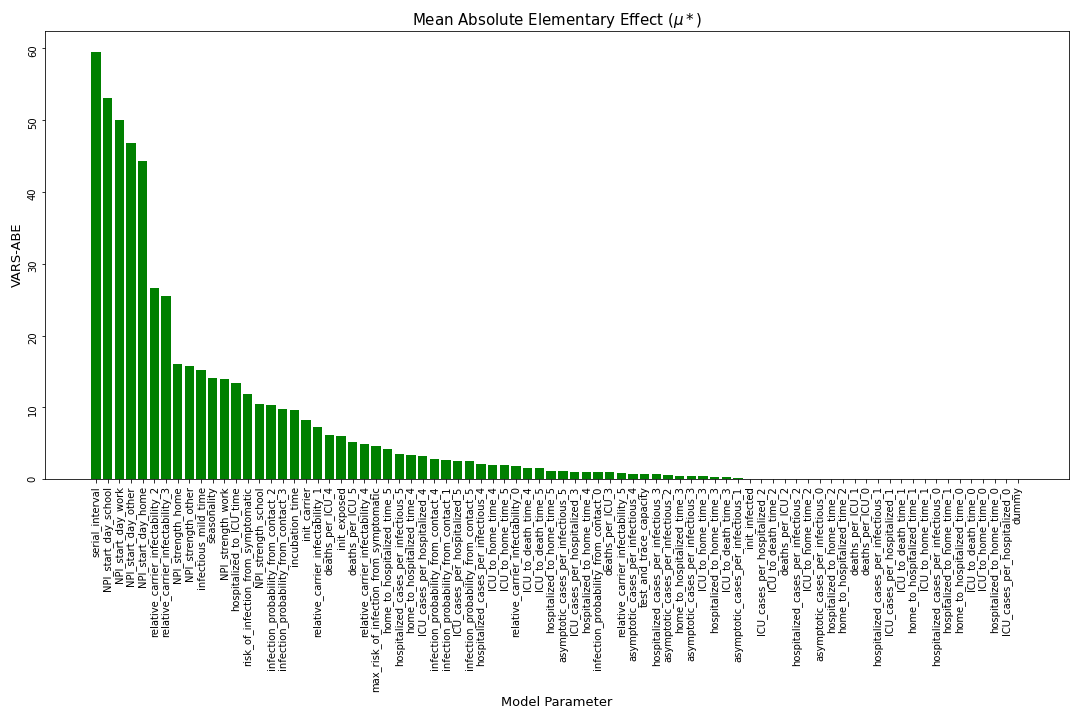 Mean Absolute Elementary Effect (μ*)
VARS-ABE
60
50
40
30
20
10
0
serial_interval
NPI_start_day_school
NPI_start_day_work
NPI_start_day_other
NPI_start_day_home
relative_carrier_infectability_2
relative_carrier_infectability_3
NPI_strength_home
NPI_strength_other
infectious_mild_time
seasonality
NPI_strength_work
hospitalized_to_ICU_time
risk_of_infection_from_symptomatic
NPI_strength_school
infection_probability_from_contact_2
infection_probability_from_contact_3
incubation_time
init_carrier
relative_carrier_infectability_1
deaths_per_ICU_4
init_exposed
deaths_per_ICU_5
relative_carrier_infectability_4
max_risk_of_infection_from_symptomatic
home_to_hospitalized_time_5
hospitalized_cases_per_infectious_5
home_to_hospitalized_time_4
ICU_cases_per_hospitalized_4
infection_probability_from_contact_4
infection_probability_from_contact_1
ICU_cases_per_hospitalized_5
infection_probability_from_contact_5
hospitalized_cases_per_infectious_4
ICU_to_home_time_4
ICU_to_home_time_5
relative_carrier_infectability_0
ICU_to_death_time_4
ICU_to_death_time_5
hospitalized_to_home_time_5
asymptotic_cases_per_infectious_5
ICU_cases_per_hospitalized_3
hospitalized_to_home_time_4
infection_probability_from_contact_0
deaths_per_ICU_3
relative_carrier_infectability_5
asymptotic_cases_per_infectious_4
test_and_trace_capacity
hospitalized_cases_per_infectious_3
asymptotic_cases_per_infectious_2
home_to_hospitalized_time_3
asymptotic_cases_per_infectious_3
ICU_to_home_time_3
hospitalized_to_home_time_3
ICU_to_death_time_3
asymptotic_cases_per_infectious_1
init_infected
ICU_cases_per_hospitalized_2
ICU_to_death_time_2
deaths_per_ICU_2
hospitalized_cases_per_infectious_2
ICU_to_home_time_2
asymptotic_cases_per_infectious_0
hospitalized_to_home_time_2
home_to_hospitalized_time_2
deaths_per_ICU_1
deaths_per_ICU_0
hospitalized_cases_per_infectious_1
ICU_cases_per_hospitalized_1
ICU_to_death_time_1
home_to_hospitalized_time_1
ICU_to_home_time_1
hospitalized_cases_per_infectious_0
hospitalized_to_home_time_1
home_to_hospitalized_time_0
ICU_to_death_time_0
ICU_to_home_time_0
hospitalized_to_home_time_0
ICU_cases_per_hospitalized_0
dummy
Model Parameter